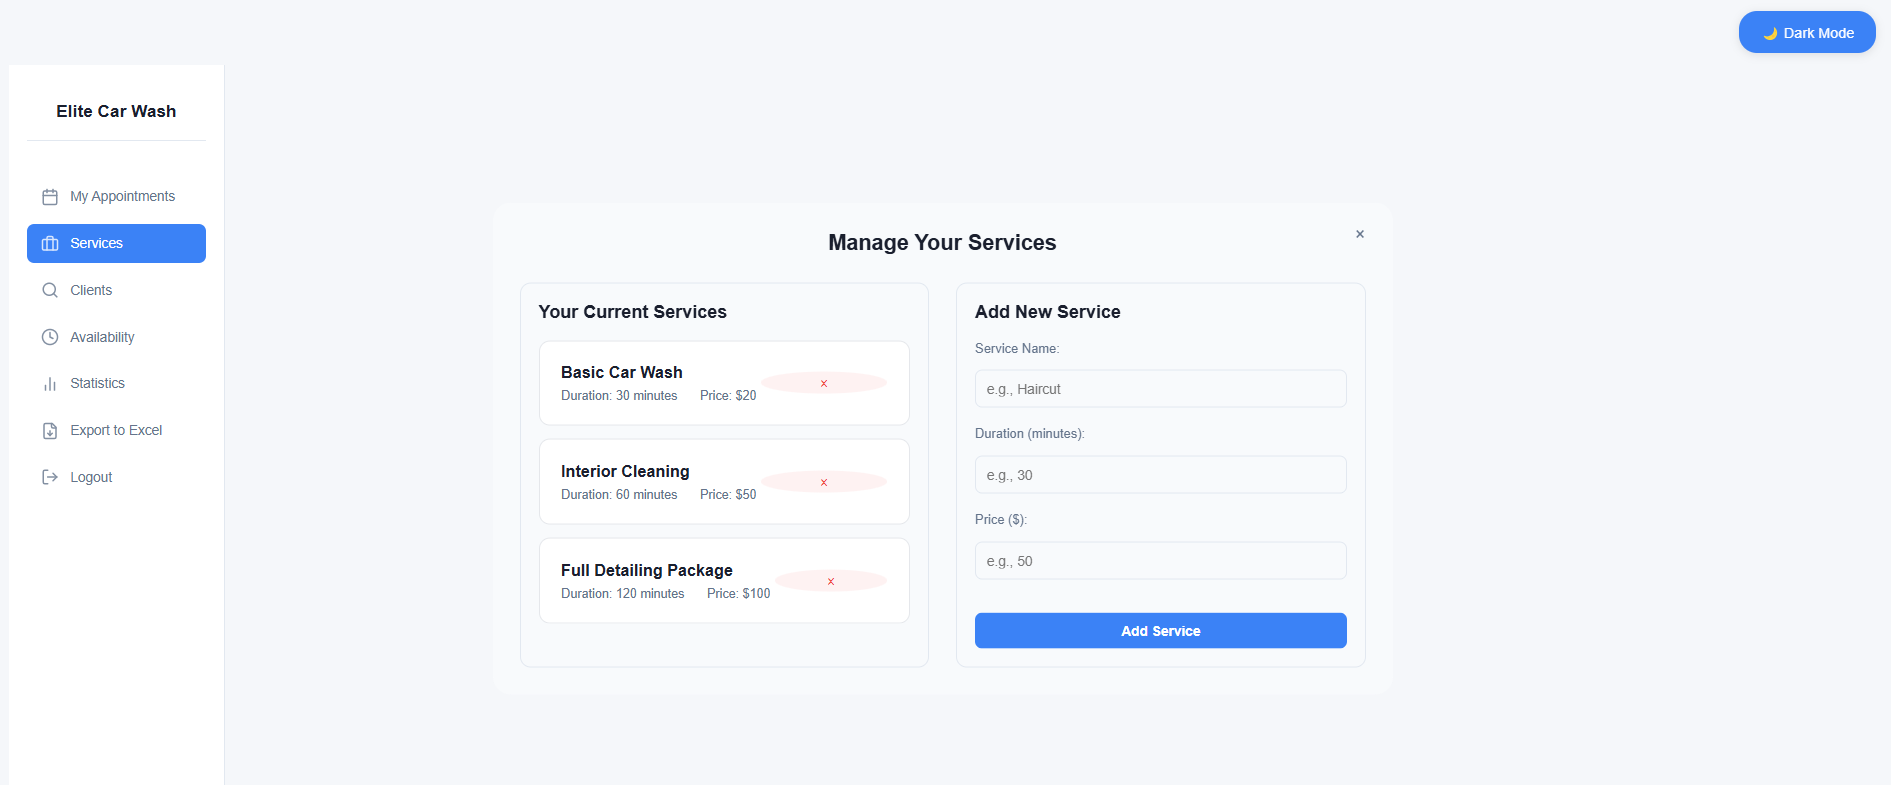 🌙 Dark Mode
Elite Car Wash
My Appointments
Services
Clients
Availability
Statistics
Export to Excel
Logout
Manage Your Services
×
Your Current Services
Basic Car Wash
Duration: 30 minutes Price: $20
x
Interior Cleaning
Duration: 60 minutes Price: $50
x
Full Detailing Package
Duration: 120 minutes Price: $100
x
Add New Service
Service Name:
e.g., Haircut
Duration (minutes):
e.g., 30
Price ($):
e.g., 50
Add Service